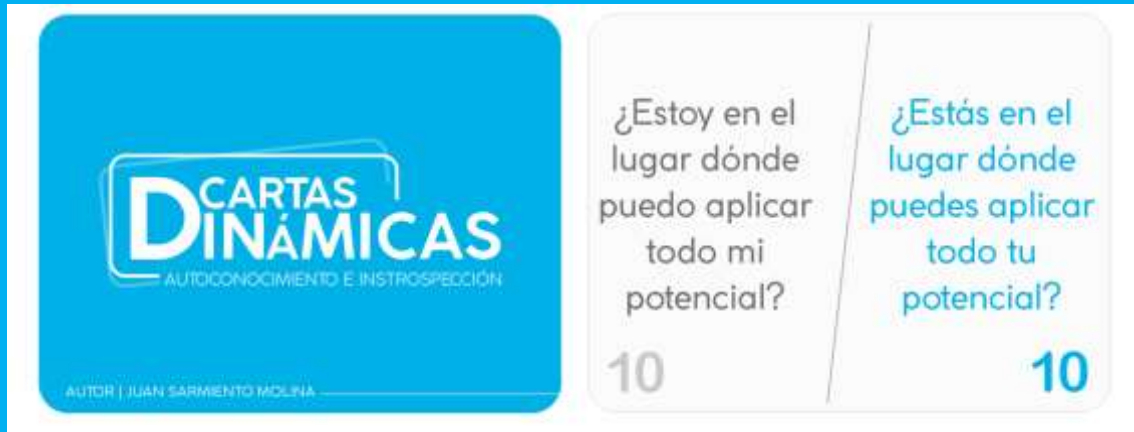 CARTAS
DINÁMICAS
AUTOCONOCIMIENTO E INSTROSPECCIÓN
AUTOR | JUAN SARMIENTO MOLINA
¿Estoy en el
lugar dónde
puedo aplicar
todo mi
potencial?
10
¿Estás en el
lugar dónde
puedes aplicar
todo tu
potencial?
10